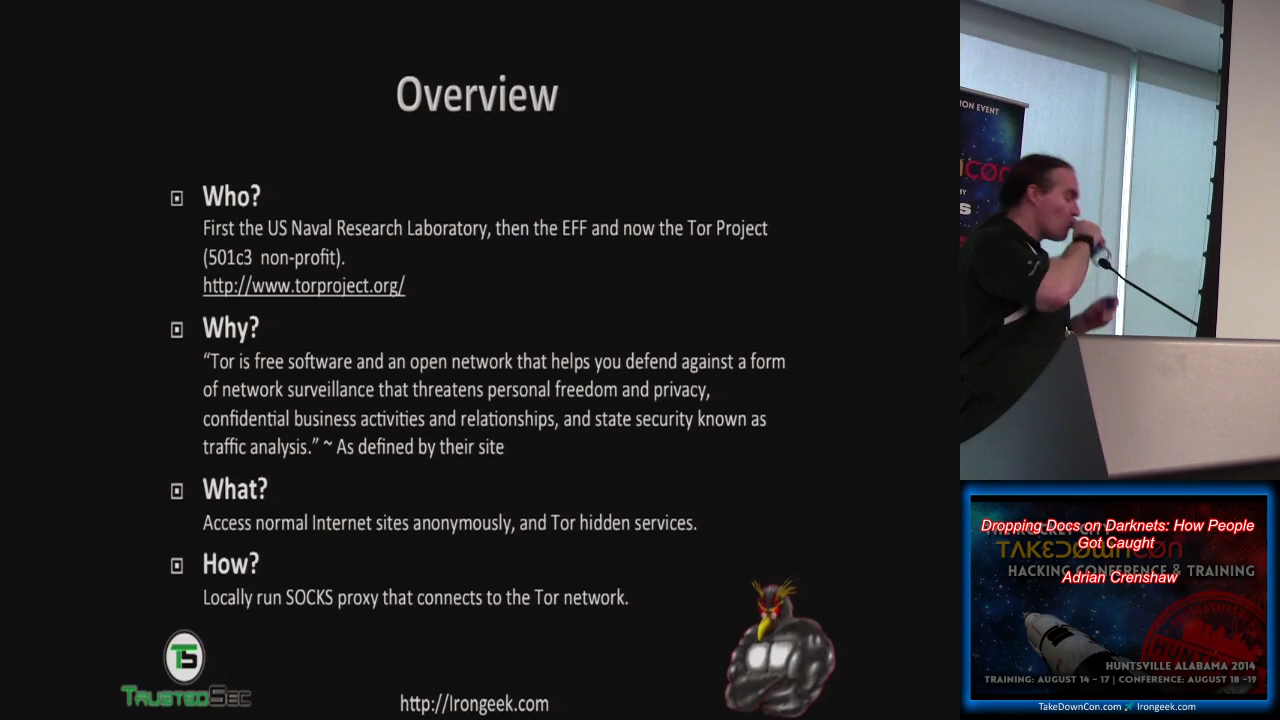 Overview
Who?
First the US Naval Research Laboratory, then the EFF and now the Tor Project
(501c3 non-profit).
http://www.torproject.org/
Why?
“Tor is free software and an open network that helps you defend against a form
of network surveillance that threatens personal freedom and privacy,
confidential business activities and relationships, and state security known as
traffic analysis.” ~ As defined by their site
What?
Access normal Internet sites anonymously, and Tor hidden services.
How?
Locally run SOCKS proxy that connects to the Tor network.
TS
TRUSTEDSEC
http://Irongeek.com
ION EVENT
Dropping Docs on Darknets: How People
Got Caught
TAKEDOWNCON
HACKING CONFERENCE & TRAINING
Adrian Crenshaw
HUNTSVILLE ALABAMA 2014
TRAINING: AUGUST 14 - 17 | CONFERENCE: AUGUST 18 -19
TakeDownCon.com
Irongeek.com